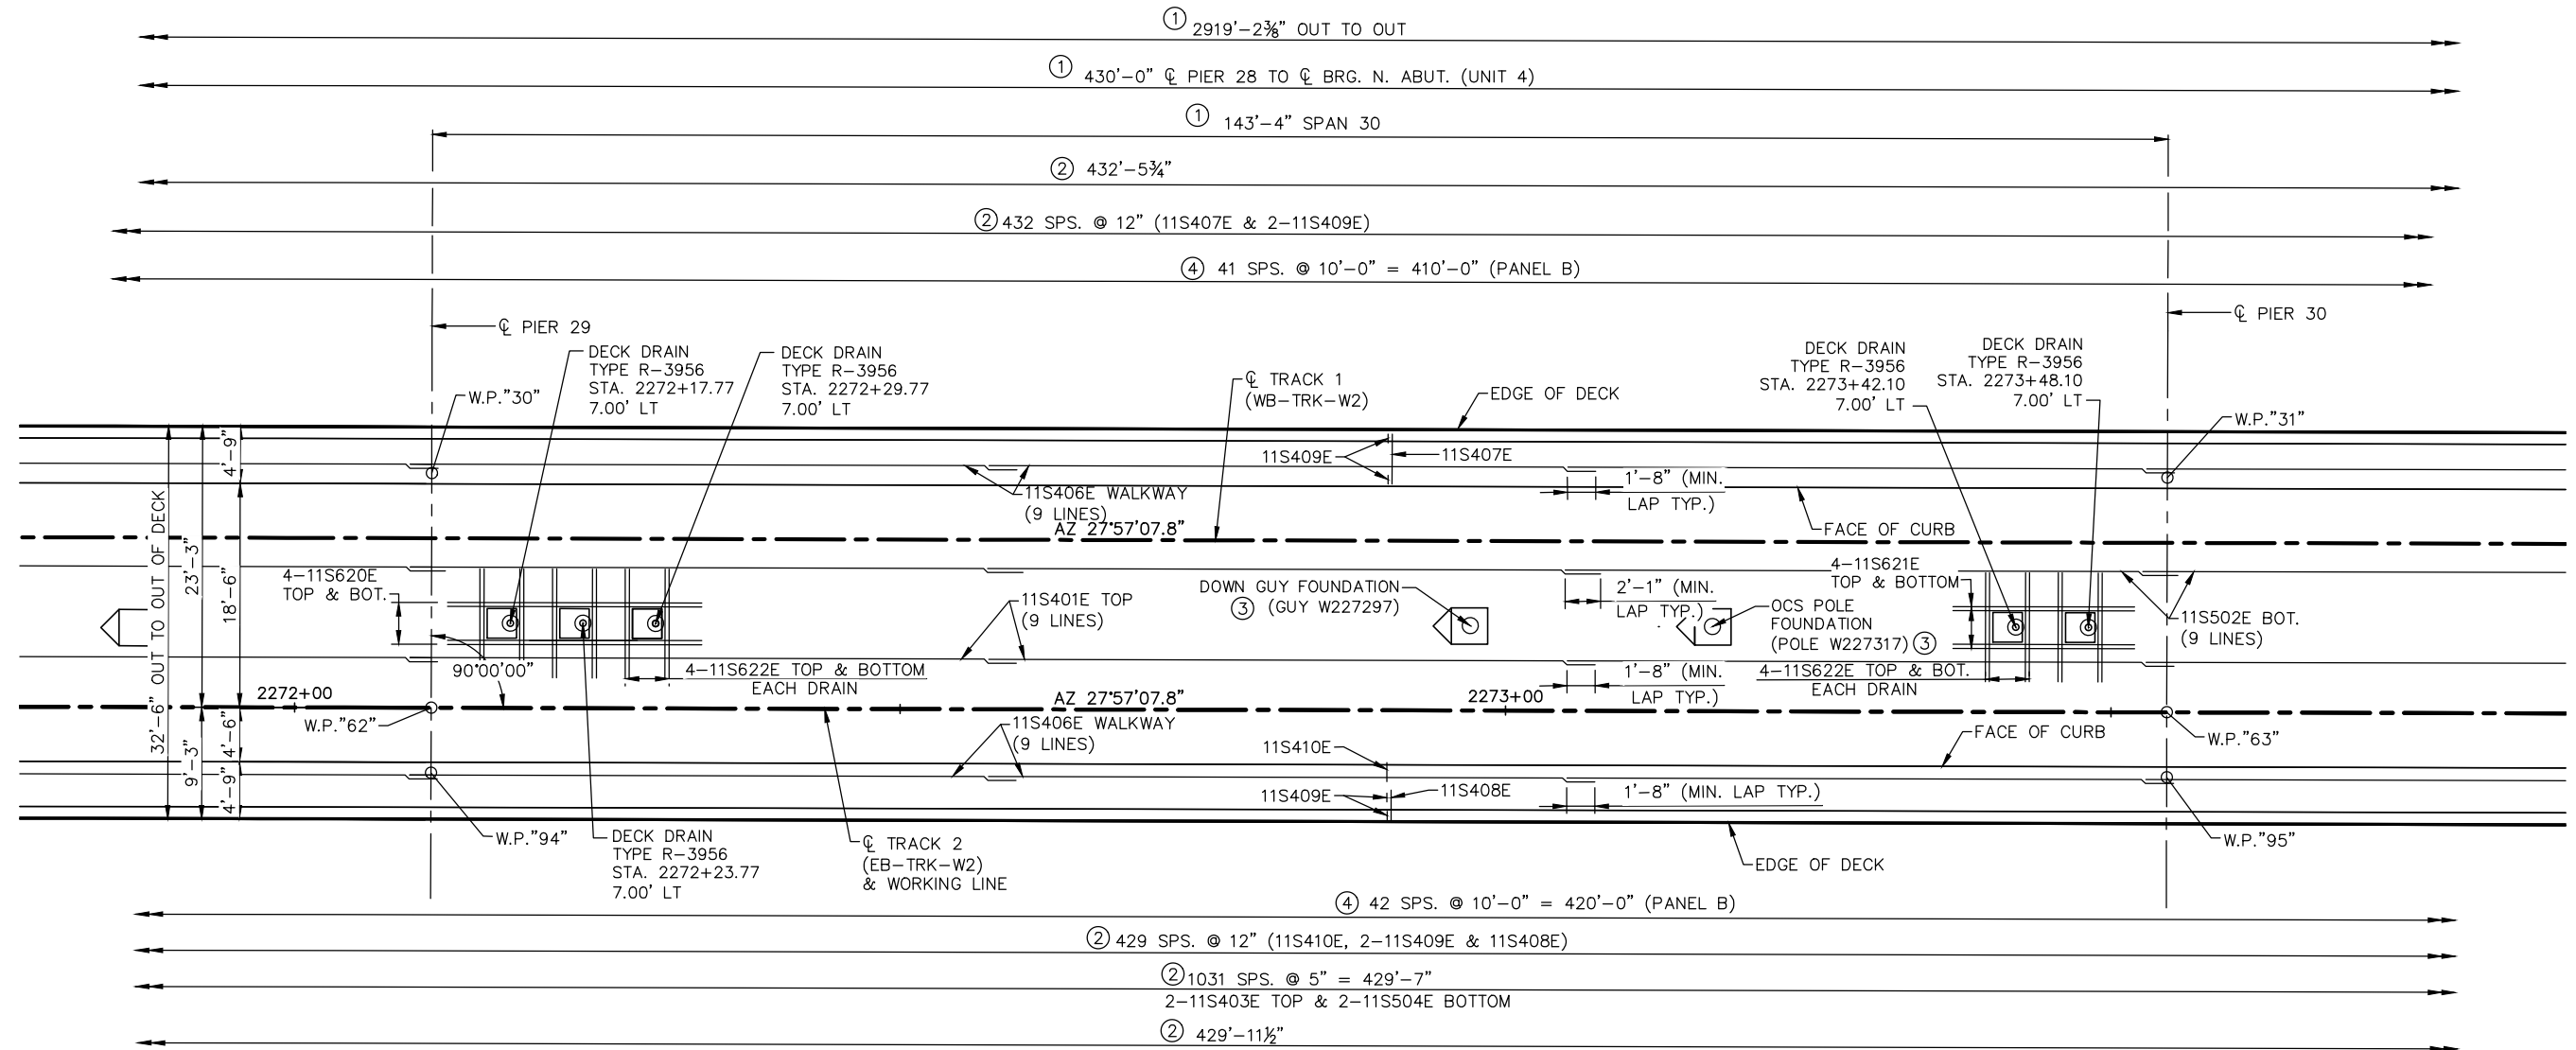 ① 2919'-2⅜" OUT TO OUT
① 430'-0" ℄ PIER 28 TO ℄ BRG. N. ABUT. (UNIT 4)
① 143'-4" SPAN 30
② 432'-5¾"
② 432 SPS. @ 12" (11S407E & 2-11S409E)
④ 41 SPS. @ 10'-0" = 410'-0" (PANEL B)
℄ PIER 29
℄ PIER 30
DECK DRAIN
TYPE R-3956
STA. 2272+17.77
7.00' LT
DECK DRAIN
TYPE R-3956
STA. 2272+29.77
7.00' LT
DECK DRAIN
TYPE R-3956
STA. 2273+42.10
7.00' LT
DECK DRAIN
TYPE R-3956
STA. 2273+48.10
7.00' LT
W.P."30"
℄ TRACK 1
(WB-TRK-W2)
EDGE OF DECK
W.P."31"
11S409E
11S407E
11S406E WALKWAY
(9 LINES)
1'-8" (MIN.
LAP TYP.)
FACE OF CURB
AZ 27°57'07.8"
32'-6" OUT TO OUT OF DECK
23'-3"
9'-3"
4'-9"
18'-6"
4'-6"
4'-9"
4-11S620E
TOP & BOT.
11S401E TOP
(9 LINES)
DOWN GUY FOUNDATION
③ (GUY W227297)
2'-1" (MIN.
LAP TYP.)
OCS POLE
FOUNDATION
(POLE W227317) ③
4-11S621E
TOP & BOTTOM
11S502E BOT.
(9 LINES)
90°00'00"
4-11S622E TOP & BOTTOM
EACH DRAIN
1'-8" (MIN.
LAP TYP.)
4-11S622E TOP & BOT.
EACH DRAIN
2272+00
AZ 27°57'07.8"
2273+00
W.P."62"
11S406E WALKWAY
(9 LINES)
11S410E
FACE OF CURB
W.P."63"
11S409E
11S408E
1'-8" (MIN. LAP TYP.)
W.P."94"
DECK DRAIN
TYPE R-3956
STA. 2272+23.77
7.00' LT
℄ TRACK 2
(EB-TRK-W2)
& WORKING LINE
EDGE OF DECK
W.P."95"
④ 42 SPS. @ 10'-0" = 420'-0" (PANEL B)
② 429 SPS. @ 12" (11S410E, 2-11S409E & 11S408E)
② 1031 SPS. @ 5" = 429'-7"
2-11S403E TOP & 2-11S504E BOTTOM
② 429'-11½"